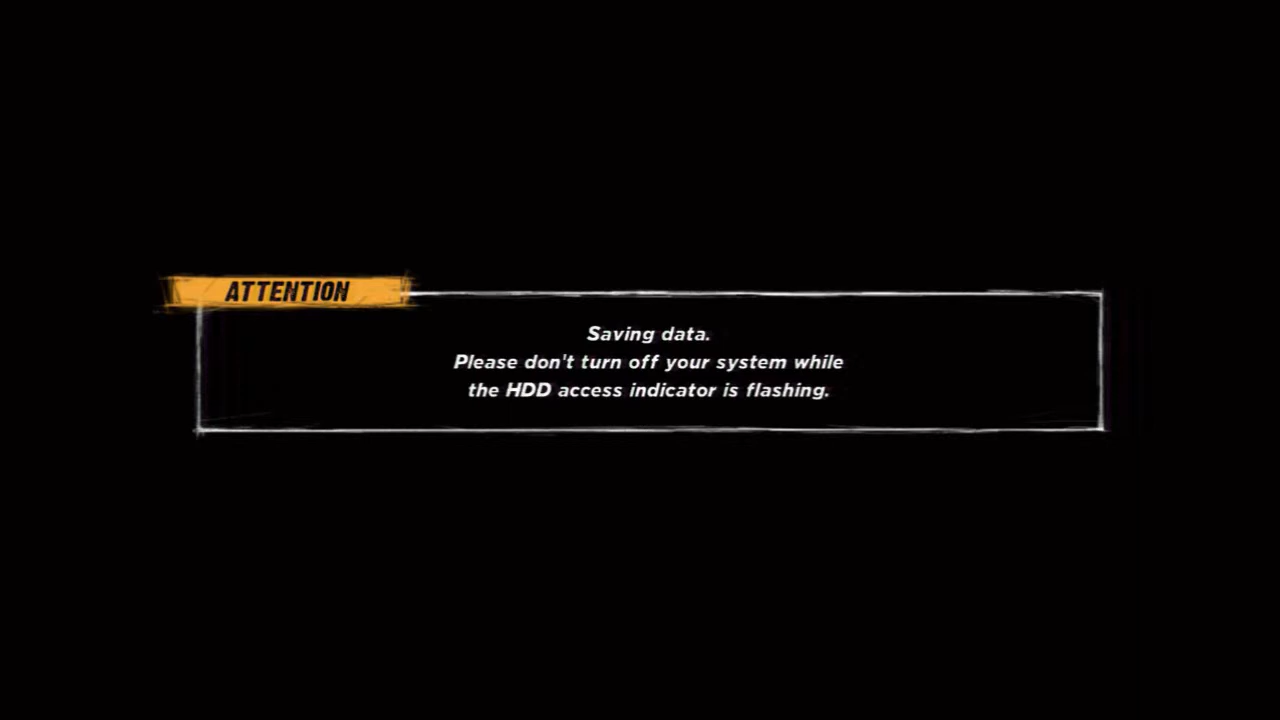 ATTENTION
Saving data.
Please don't turn off your system while
the HDD access indicator is flashing.